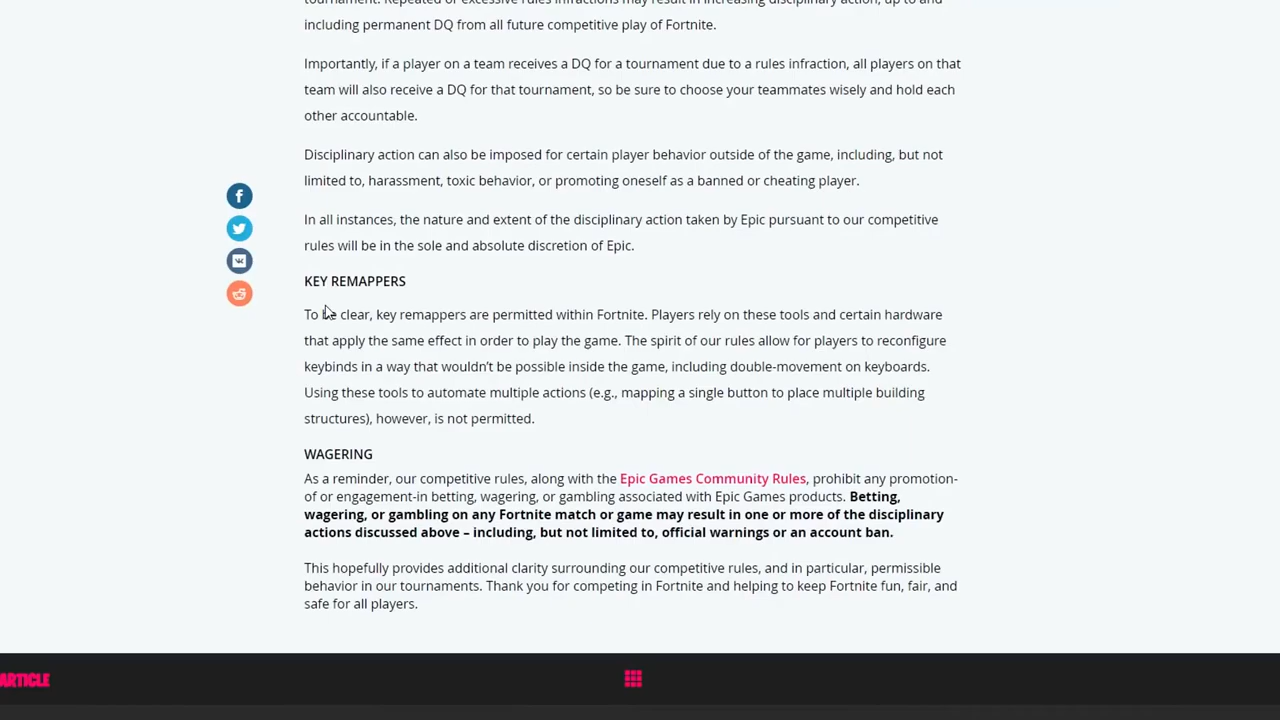 tournament. Repeated or excessive rules infractions may result in increasing disciplinary action, up to and
including permanent DQ from all future competitive play of Fortnite.
Importantly, if a player on a team receives a DQ for a tournament due to a rules infraction, all players on that
team will also receive a DQ for that tournament, so be sure to choose your teammates wisely and hold each
other accountable.
Disciplinary action can also be imposed for certain player behavior outside of the game, including, but not
limited to, harassment, toxic behavior, or promoting oneself as a banned or cheating player.
In all instances, the nature and extent of the disciplinary action taken by Epic pursuant to our competitive
rules will be in the sole and absolute discretion of Epic.
KEY REMAPPERS
To be clear, key remappers are permitted within Fortnite. Players rely on these tools and certain hardware
that apply the same effect in order to play the game. The spirit of our rules allow for players to reconfigure
keybinds in a way that wouldn't be possible inside the game, including double-movement on keyboards.
Using these tools to automate multiple actions (e.g., mapping a single button to place multiple building
structures), however, is not permitted.
WAGERING
As a reminder, our competitive rules, along with the Epic Games Community Rules, prohibit any promotion-
of or engagement-in betting, wagering, or gambling associated with Epic Games products. Betting,
wagering, or gambling on any Fortnite match or game may result in one or more of the disciplinary
actions discussed above – including, but not limited to, official warnings or an account ban.
This hopefully provides additional clarity surrounding our competitive rules, and in particular, permissible
behavior in our tournaments. Thank you for competing in Fortnite and helping to keep Fortnite fun, fair, and
safe for all players.
ARTICLE